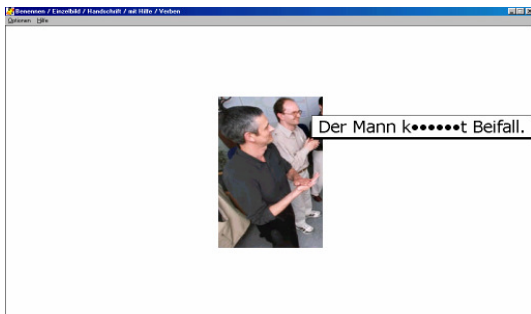 Benennen / Einzelbild / Handschrift / mit Hilfe / Verben
Optionen Hilfe
Der Mann k••••••t Beifall.